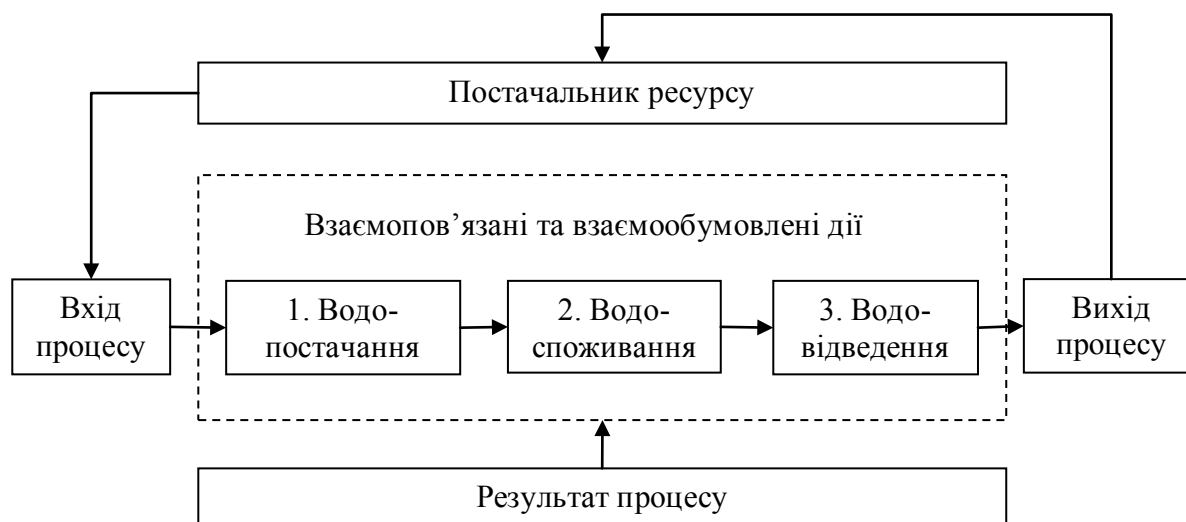 Постачальник ресурсу
Взаємопов’язані та взаємообумовлені дії
Вхід
процесу
1. Водо-
постачання
2. Водо-
споживання
3. Водо-
відведення
Вихід
процесу
Результат процесу